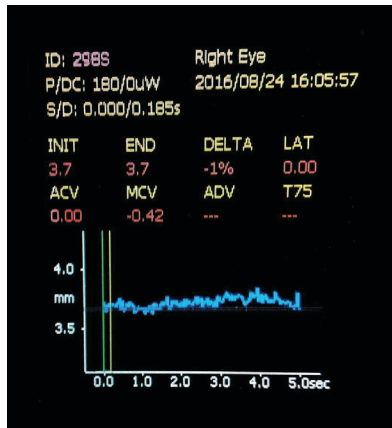 ID: 298S Right Eye
P/DC: 180/0uW 2016/08/24 16:05:57
S/D: 0.000/0.185s
INIT END DELTA LAT
3.7 3.7 -1% 0.00
ACV MCV ADV T75
0.00 -0.42 --- ---
4.0
mm
3.5
0.0 1.0 2.0 3.0 4.0 5.0sec